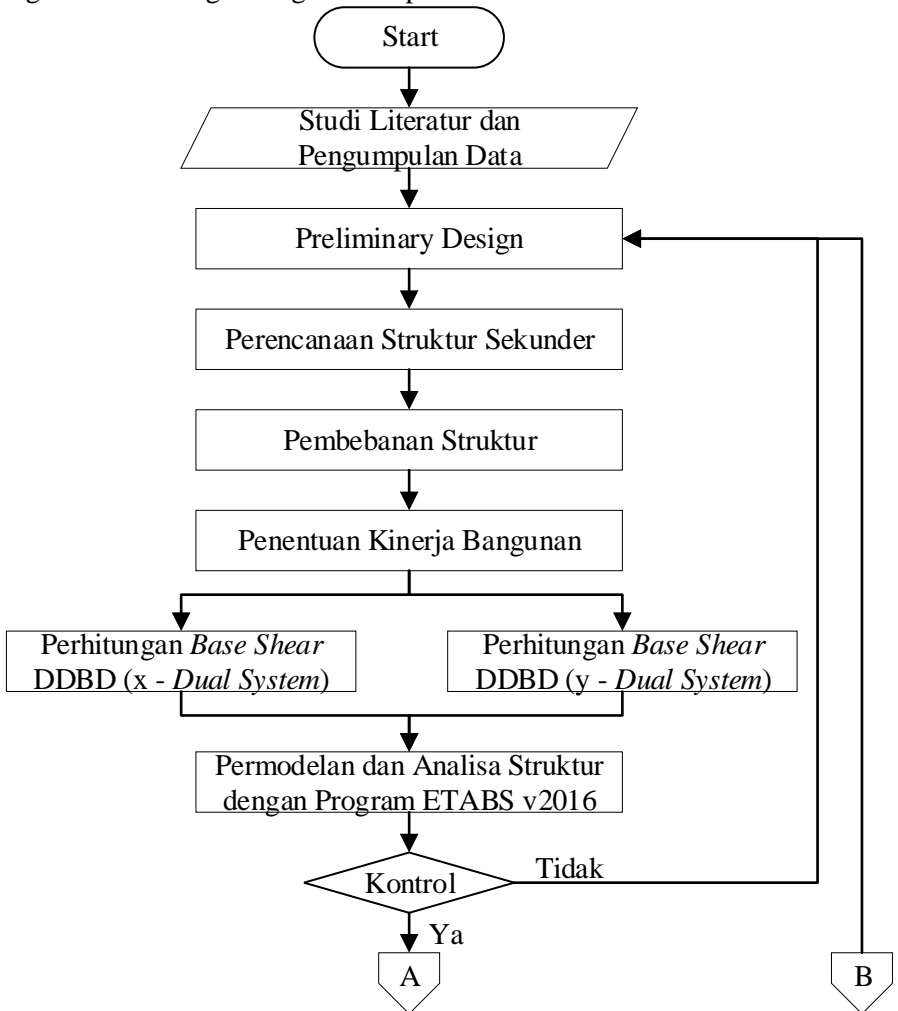 Start
Studi Literatur dan
Pengumpulan Data
Preliminary Design
Perencanaan Struktur Sekunder
Pembebanan Struktur
Penentuan Kinerja Bangunan
Perhitungan Base Shear
DDBD (x - Dual System)
Perhitungan Base Shear
DDBD (y - Dual System)
Permodelan dan Analisa Struktur
dengan Program ETABS v2016
Kontrol
Tidak
Ya
A
B